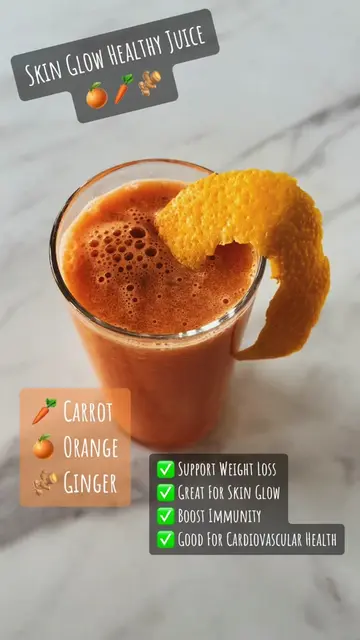 Skin Glow Healthy Juice
🍊🥕🫚
🥕 Carrot
🍊 Orange
🫚 Ginger
✅ Support Weight Loss
✅ Great For Skin Glow
✅ Boost Immunity
✅ Good For Cardiovascular Health